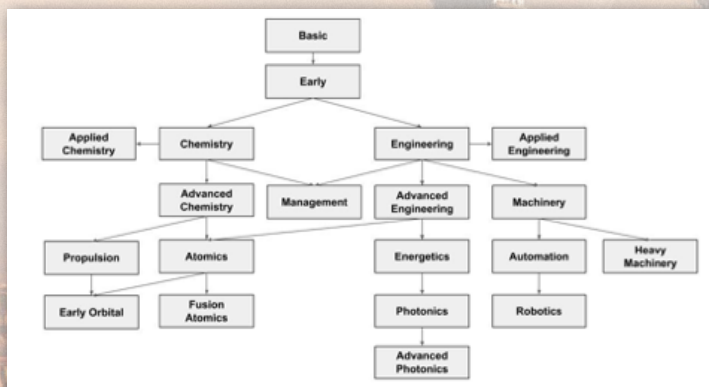 Basic
Early
Applied
Chemistry
Chemistry
Engineering
Applied
Engineering
Advanced
Chemistry
Management
Advanced
Engineering
Machinery
Propulsion
Atomics
Energetics
Automation
Heavy
Machinery
Early Orbital
Fusion
Atomics
Photonics
Robotics
Advanced
Photonics